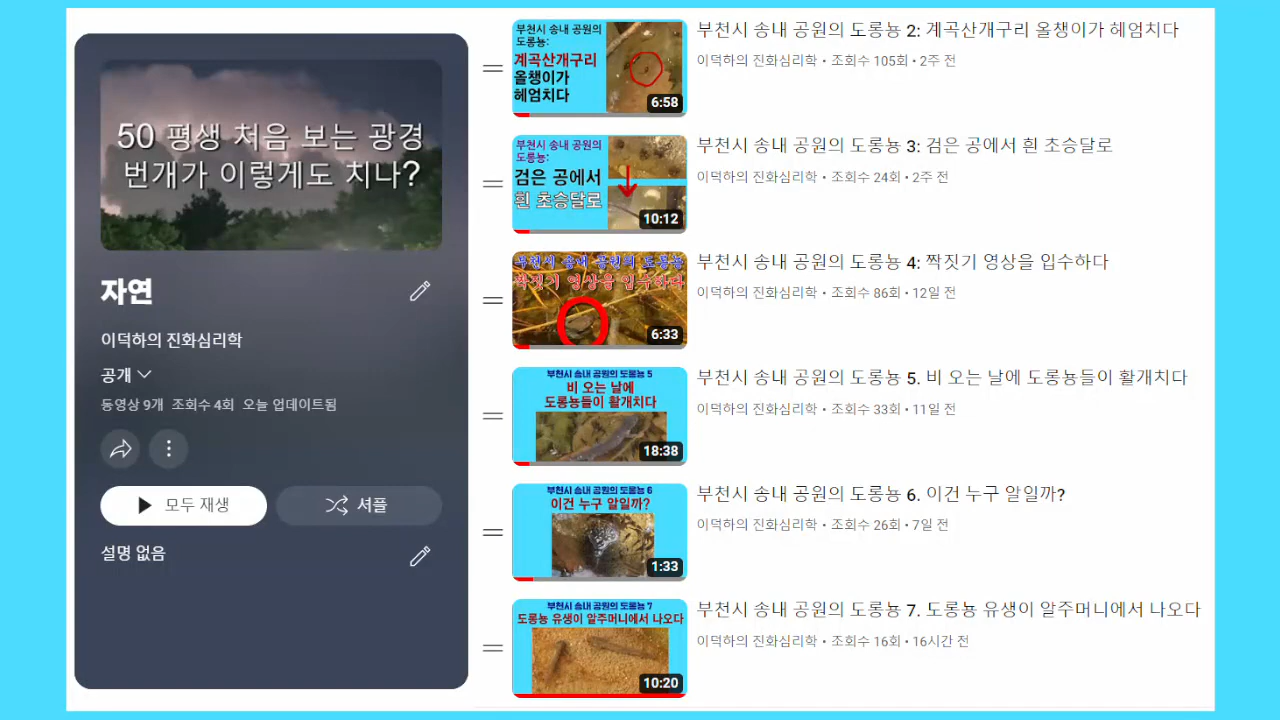 50 평생 처음 보는 광경
번개가 이렇게도 치나?
자연
이덕하의 진화심리학
공개
동영상 9개 조회수 4회 오늘 업데이트됨
모두 재생
셔플
설명 없음
부천시 송내 공원의
도롱뇽:
계곡산개구리
올챙이가
헤엄치다
6:58
부천시 송내 공원의 도롱뇽 2: 계곡산개구리 올챙이가 헤엄치다
이덕하의 진화심리학 • 조회수 105회 • 2주 전
부천시 송내 공원의
도롱뇽:
검은 공에서
흰 초승달로
10:12
부천시 송내 공원의 도롱뇽 3: 검은 공에서 흰 초승달로
이덕하의 진화심리학 • 조회수 24회 • 2주 전
부천시 송내 공원의 도롱뇽
짝짓기 영상을 입수하다
6:33
부천시 송내 공원의 도롱뇽 4: 짝짓기 영상을 입수하다
이덕하의 진화심리학 • 조회수 86회 • 12일 전
부천시 송내 공원의 도롱뇽 5
비 오는 날에
도롱뇽들이 활개치다
18:38
부천시 송내 공원의 도롱뇽 5. 비 오는 날에 도롱뇽들이 활개치다
이덕하의 진화심리학 • 조회수 33회 • 11일 전
부천시 송내 공원의 도롱뇽 6
이건 누구 알일까?
1:33
부천시 송내 공원의 도롱뇽 6. 이건 누구 알일까?
이덕하의 진화심리학 • 조회수 26회 • 7일 전
부천시 송내 공원의 도롱뇽 7
도롱뇽 유생이 알주머니에서 나오다
10:20
부천시 송내 공원의 도롱뇽 7. 도롱뇽 유생이 알주머니에서 나오다
이덕하의 진화심리학 • 조회수 16회 • 16시간 전